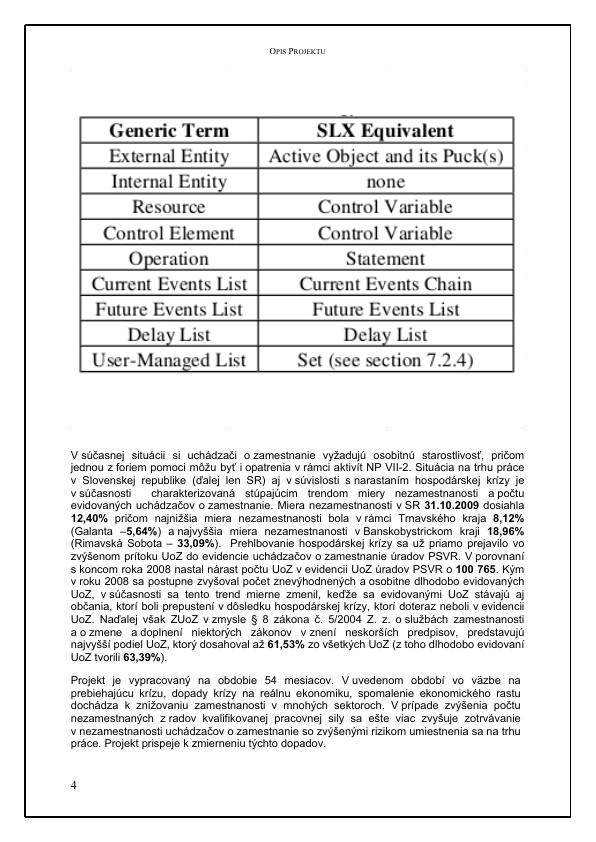 OPIS PROJEKTU
Generic Term SLX Equivalent
External Entity Active Object and its Puck(s)
Internal Entity none
Resource Control Variable
Control Element Control Variable
Operation Statement
Current Events List Current Events Chain
Future Events List Future Events List
Delay List Delay List
User-Managed List Set (see section 7.2.4)
V súčasnej situácii si uchádzači o zamestnanie vyžadujú osobitnú starostlivosť, pričom
jednou z foriem pomoci môžu byť i opatrenia v rámci aktivít NP VII-2. Situácia na trhu práce
v Slovenskej republike (ďalej len SR) aj v súvislosti s narastaním hospodárskej krízy je
v súčasnosti charakterizovaná stúpajúcim trendom miery nezamestnanosti a počtu
evidovaných uchádzačov o zamestnanie. Miera nezamestnanosti v SR 31.10.2009 dosiahla
12,40% pričom najnižšia miera nezamestnanosti bola v rámci Trnavského kraja 8,12%
(Galanta –5,64%) a najvyššia miera nezamestnanosti v Banskobystrickom kraji 18,96%
(Rimavská Sobota – 33,09%). Prehlbovanie hospodárskej krízy sa už priamo prejavilo vo
zvýšenom prítoku UoZ do evidencie uchádzačov o zamestnanie úradov PSVR. V porovnaní
s koncom roka 2008 nastal nárast počtu UoZ v evidencii UoZ úradov PSVR o 100 765. Kým
v roku 2008 sa postupne zvyšoval počet znevýhodnených a osobitne dlhodobo evidovaných
UoZ, v súčasnosti sa tento trend mierne zmenil, keďže sa evidovanými UoZ stávajú aj
občania, ktorí boli prepustení v dôsledku hospodárskej krízy, ktorí doteraz neboli v evidencii
UoZ. Naďalej však ZUoZ v zmysle § 8 zákona č. 5/2004 Z. z. o službách zamestnanosti
a o zmene a doplnení niektorých zákonov v znení neskorších predpisov, predstavujú
najvyšší podiel UoZ, ktorý dosahoval až 61,53% zo všetkých UoZ (z toho dlhodobo evidovaní
UoZ tvorili 63,39%).
Projekt je vypracovaný na obdobie 54 mesiacov. V uvedenom období vo väzbe na
prebiehajúcu krízu, dopady krízy na reálnu ekonomiku, spomalenie ekonomického rastu
dochádza k znižovaniu zamestnanosti v mnohých sektoroch. V prípade zvýšenia počtu
nezamestnaných z radov kvalifikovanej pracovnej sily sa ešte viac zvyšuje zotrvávanie
v nezamestnanosti uchádzačov o zamestnanie so zvýšenými rizikom umiestnenia sa na trhu
práce. Projekt prispeje k zmierneniu týchto dopadov.
4